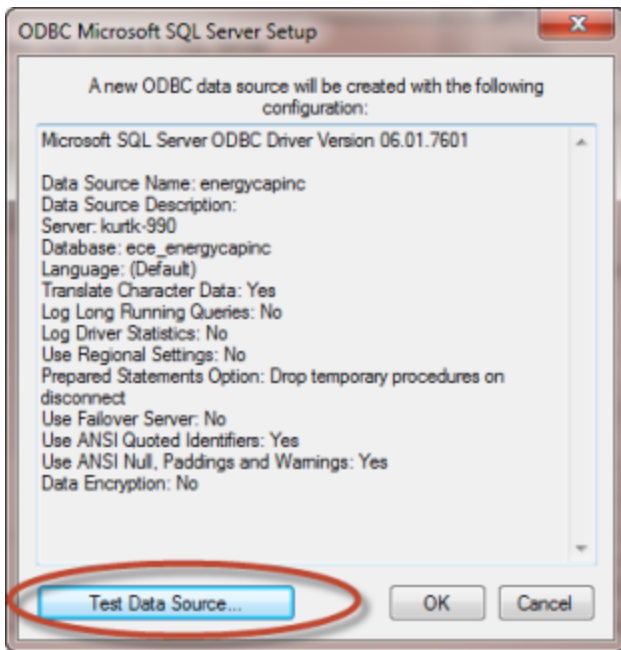 ODBC Microsoft SQL Server Setup
A new ODBC data source will be created with the following
configuration:
Microsoft SQL Server ODBC Driver Version 06.01.7601
Data Source Name: energycapinc
Data Source Description:
Server: kurtk-990
Database: ece_energycapinc
Language: (Default)
Translate Character Data: Yes
Log Long Running Queries: No
Log Driver Statistics: No
Use Regional Settings: No
Prepared Statements Option: Drop temporary procedures on
disconnect
Use Failover Server: No
Use ANSI Quoted Identifiers: Yes
Use ANSI Null, Paddings and Warnings: Yes
Data Encryption: No
Test Data Source...
OK
Cancel